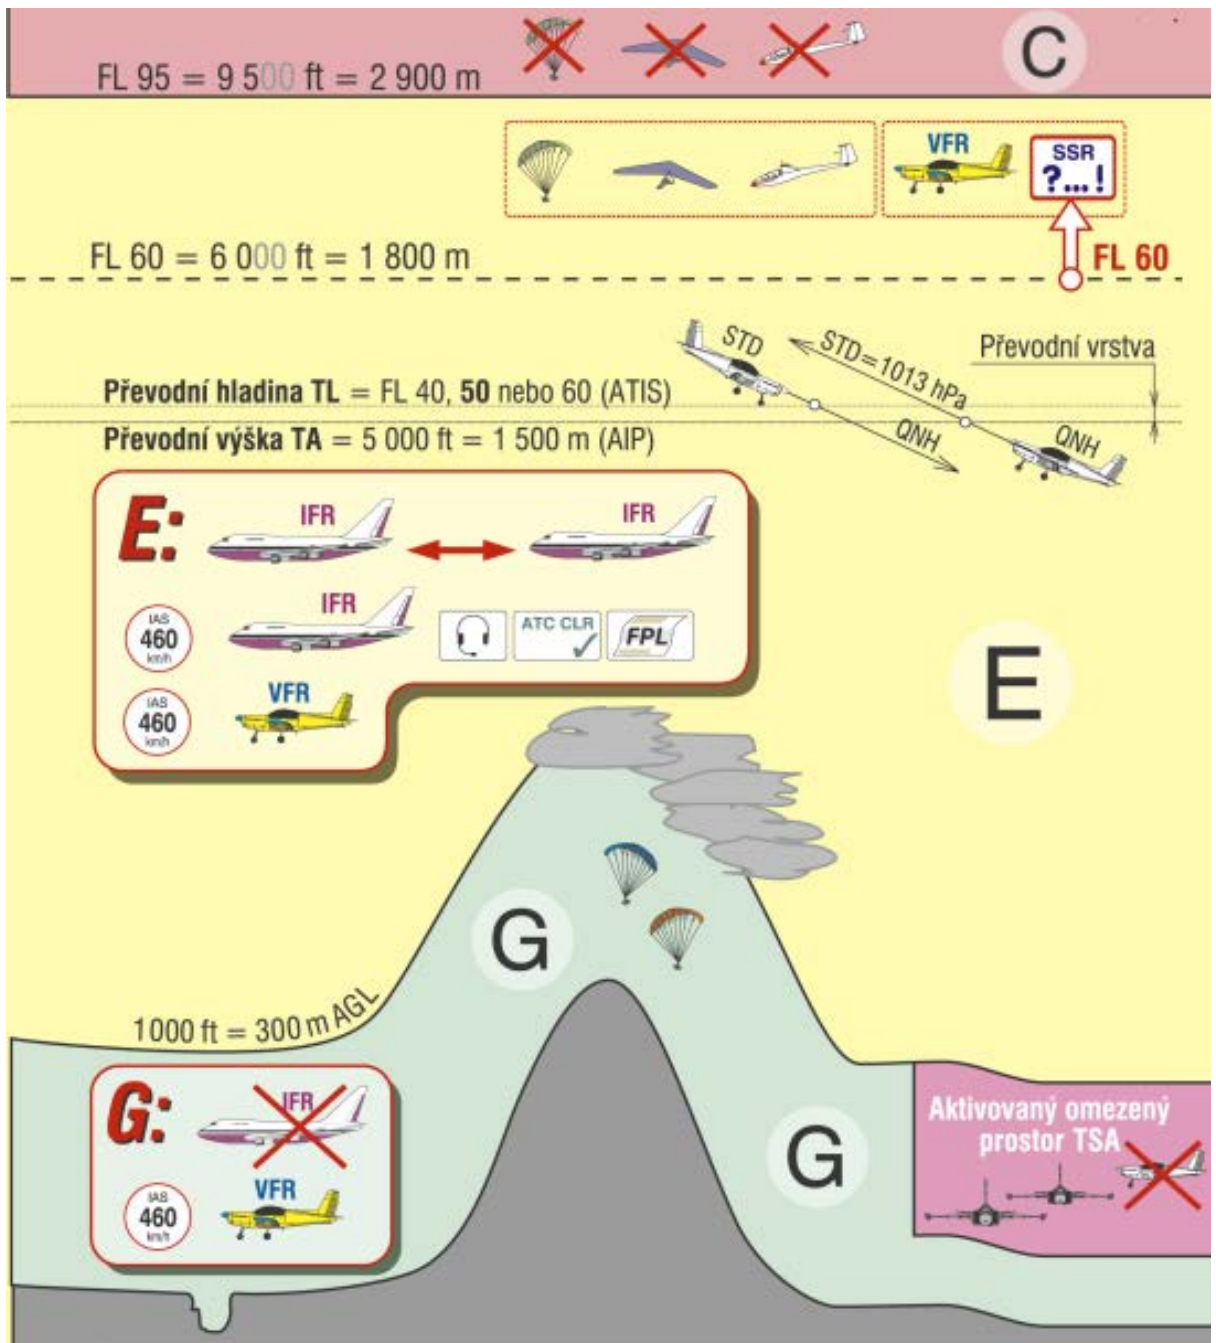 C
FL 95 = 9 500 ft = 2 900 m
VFR
SSR
?...!
FL 60 = 6 000 ft = 1 800 m
FL 60
STD
STD=1013 hPa
Převodní vrstva
Převodní hladina TL = FL 40, 50 nebo 60 (ATIS)
QNH
QNH
Převodní výška TA = 5 000 ft = 1 500 m (AIP)
E:
IFR
IFR
IFR
IAS
460
km/h
ATC CLR
FPL
E
VFR
IAS
460
km/h
G
1000 ft = 300 m AGL
G:
IFR
Aktivovaný omezený
prostor TSA
G
VFR
IAS
460
km/h